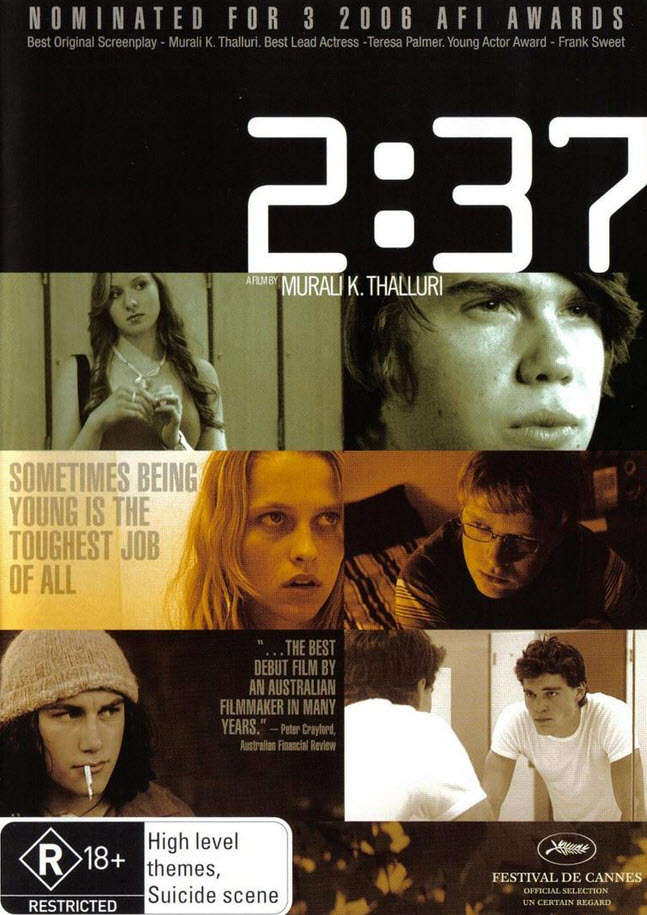 NOMINATED FOR 3 2006 AFI AWARDS
Best Original Screenplay - Murali K. Thalluri. Best Lead Actress -Teresa Palmer. Young Actor Award - Frank Sweet
2:37
A FILM BY MURALI K. THALLURI
SOMETIMES BEING
YOUNG IS THE
TOUGHEST JOB
OF ALL
"...THE BEST
DEBUT FILM BY
AN AUSTRALIAN
FILMMAKER IN MANY
YEARS." – Peter Crayford,
Australian Financial Review
R 18+
RESTRICTED
High level
themes,
Suicide scene
FESTIVAL DE CANNES
OFFICIAL SELECTION
UN CERTAIN REGARD